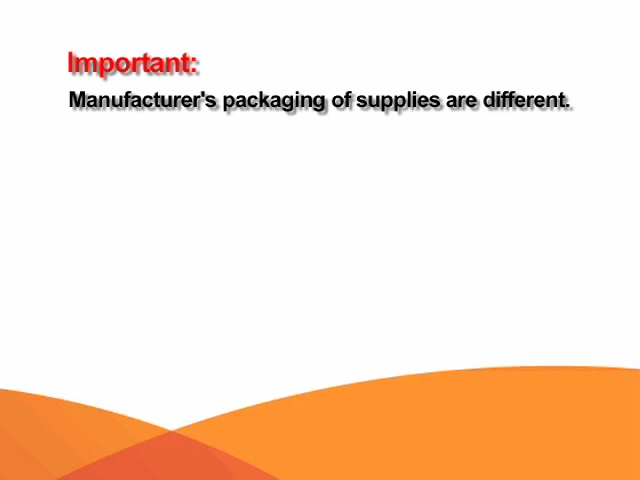 Important:
Manufacturer's packaging of supplies are different.